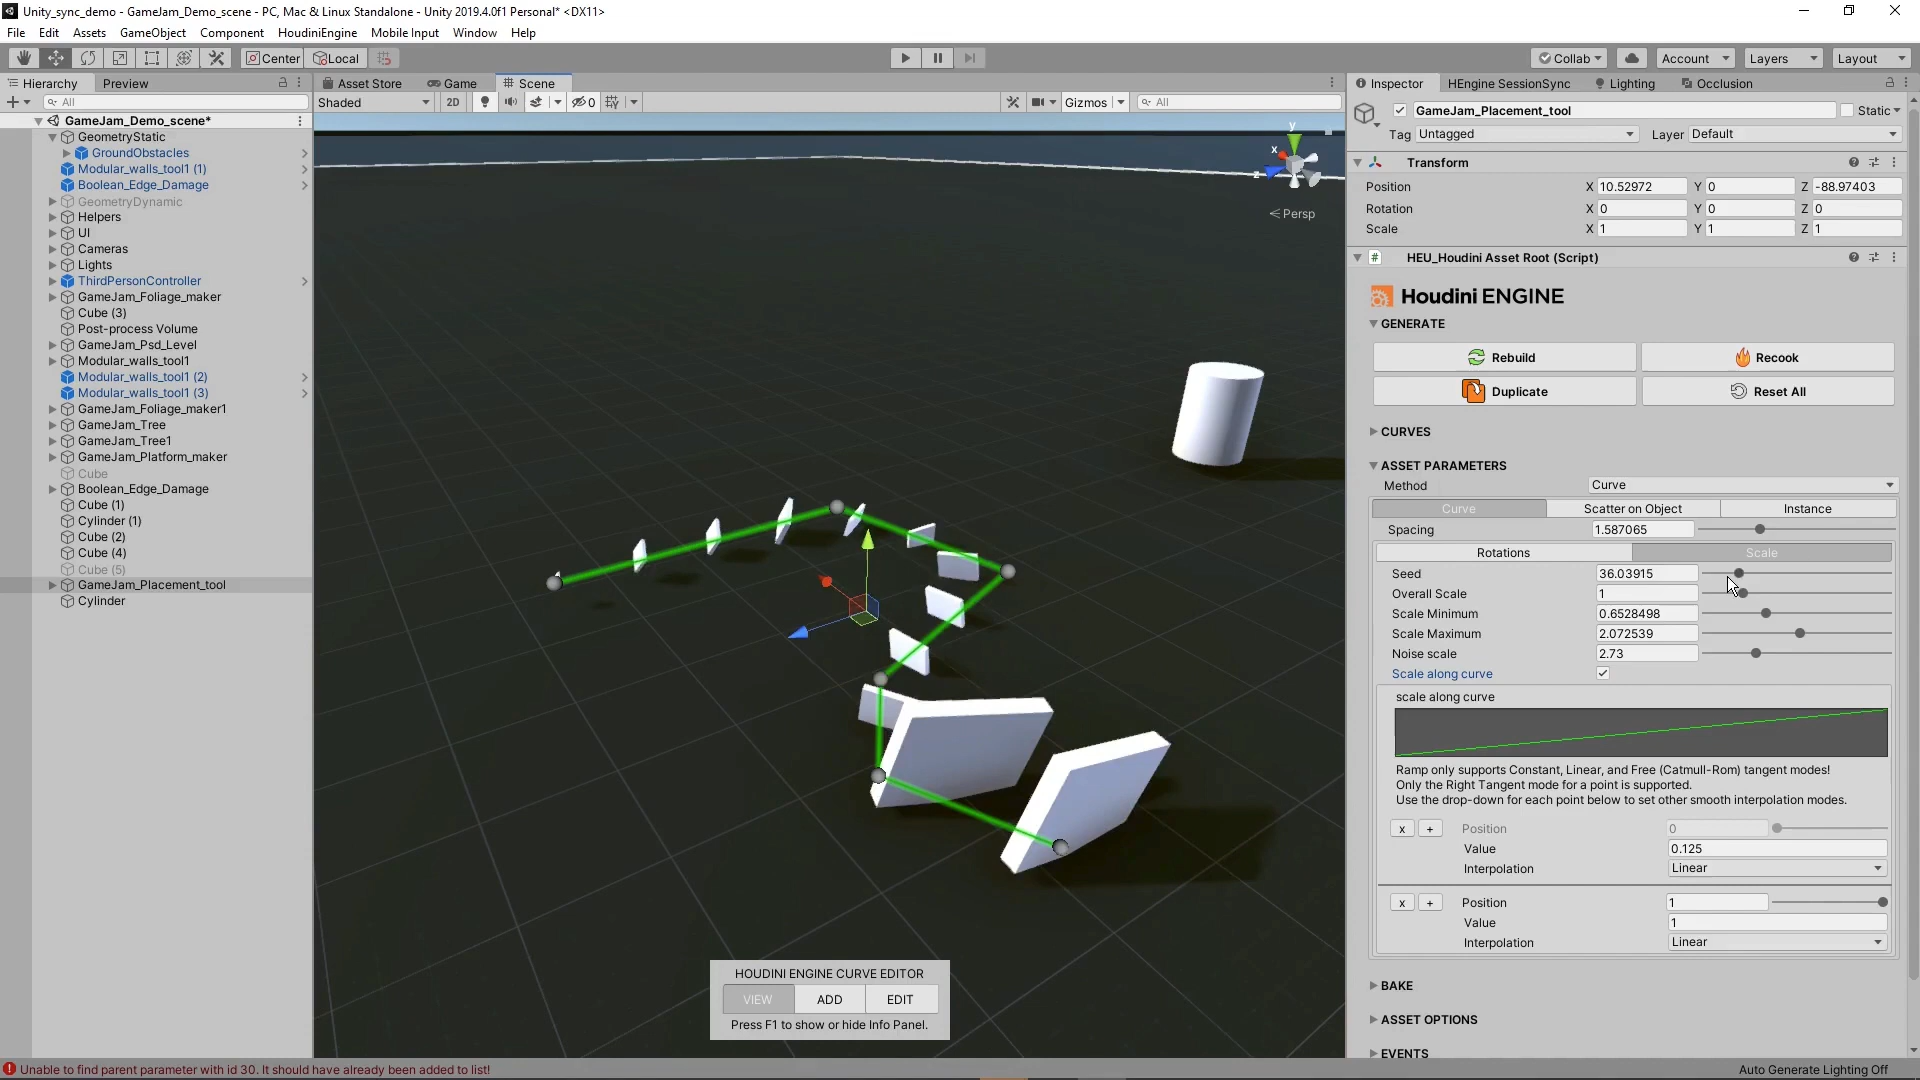 Unity_sync_demo - GameJam_Demo_scene - PC, Mac & Linux Standalone - Unity 2019.4.0f1 Personal* <DX11>
File Edit Assets GameObject Component HoudiniEngine Mobile Input Window Help
Center Local Collab Account Layers Layout
Hierarchy Preview Asset Store Game Scene Inspector HEngine SessionSync Lighting Occlusion
All
Shaded 2D 0 Gizmos All
GameJam_Demo_scene*
GeometryStatic
GroundObstacles
Modular_walls_tool1 (1)
Boolean_Edge_Damage
GeometryDynamic
Helpers
UI
Cameras
Lights
ThirdPersonController
GameJam_Foliage_maker
Cube (3)
Post-process Volume
GameJam_Psd_Level
Modular_walls_tool1
Modular_walls_tool1 (2)
Modular_walls_tool1 (3)
GameJam_Foliage_maker1
GameJam_Tree
GameJam_Tree1
GameJam_Platform_maker
Cube
Boolean_Edge_Damage
Cube (1)
Cylinder (1)
Cube (2)
Cube (4)
Cube (5)
GameJam_Placement_tool
Cylinder
y
x
z
Persp
HOUDINI ENGINE CURVE EDITOR
VIEW ADD EDIT
Press F1 to show or hide Info Panel.
GameJam_Placement_tool Static
Tag Untagged Layer Default
Transform
Position X 10.52972 Y 0 Z -88.97403
Rotation X 0 Y 0 Z 0
Scale X 1 Y 1 Z 1
# HEU_Houdini Asset Root (Script)
Houdini ENGINE
GENERATE
Rebuild Recook
Duplicate Reset All
CURVES
ASSET PARAMETERS
Method Curve
Curve Scatter on Object Instance
Spacing 1.587065
Rotations Scale
Seed 36.03915
Overall Scale 1
Scale Minimum 0.6528498
Scale Maximum 2.072539
Noise scale 2.73
Scale along curve
scale along curve
Ramp only supports Constant, Linear, and Free (Catmull-Rom) tangent modes!
Only the Right Tangent mode for a point is supported.
Use the drop-down for each point below to set other smooth interpolation modes.
x + Position 0
Value 0.125
Interpolation Linear
x + Position 1
Value 1
Interpolation Linear
BAKE
ASSET OPTIONS
EVENTS
Unable to find parent parameter with id 30. It should have already been added to list!
Auto Generate Lighting Off